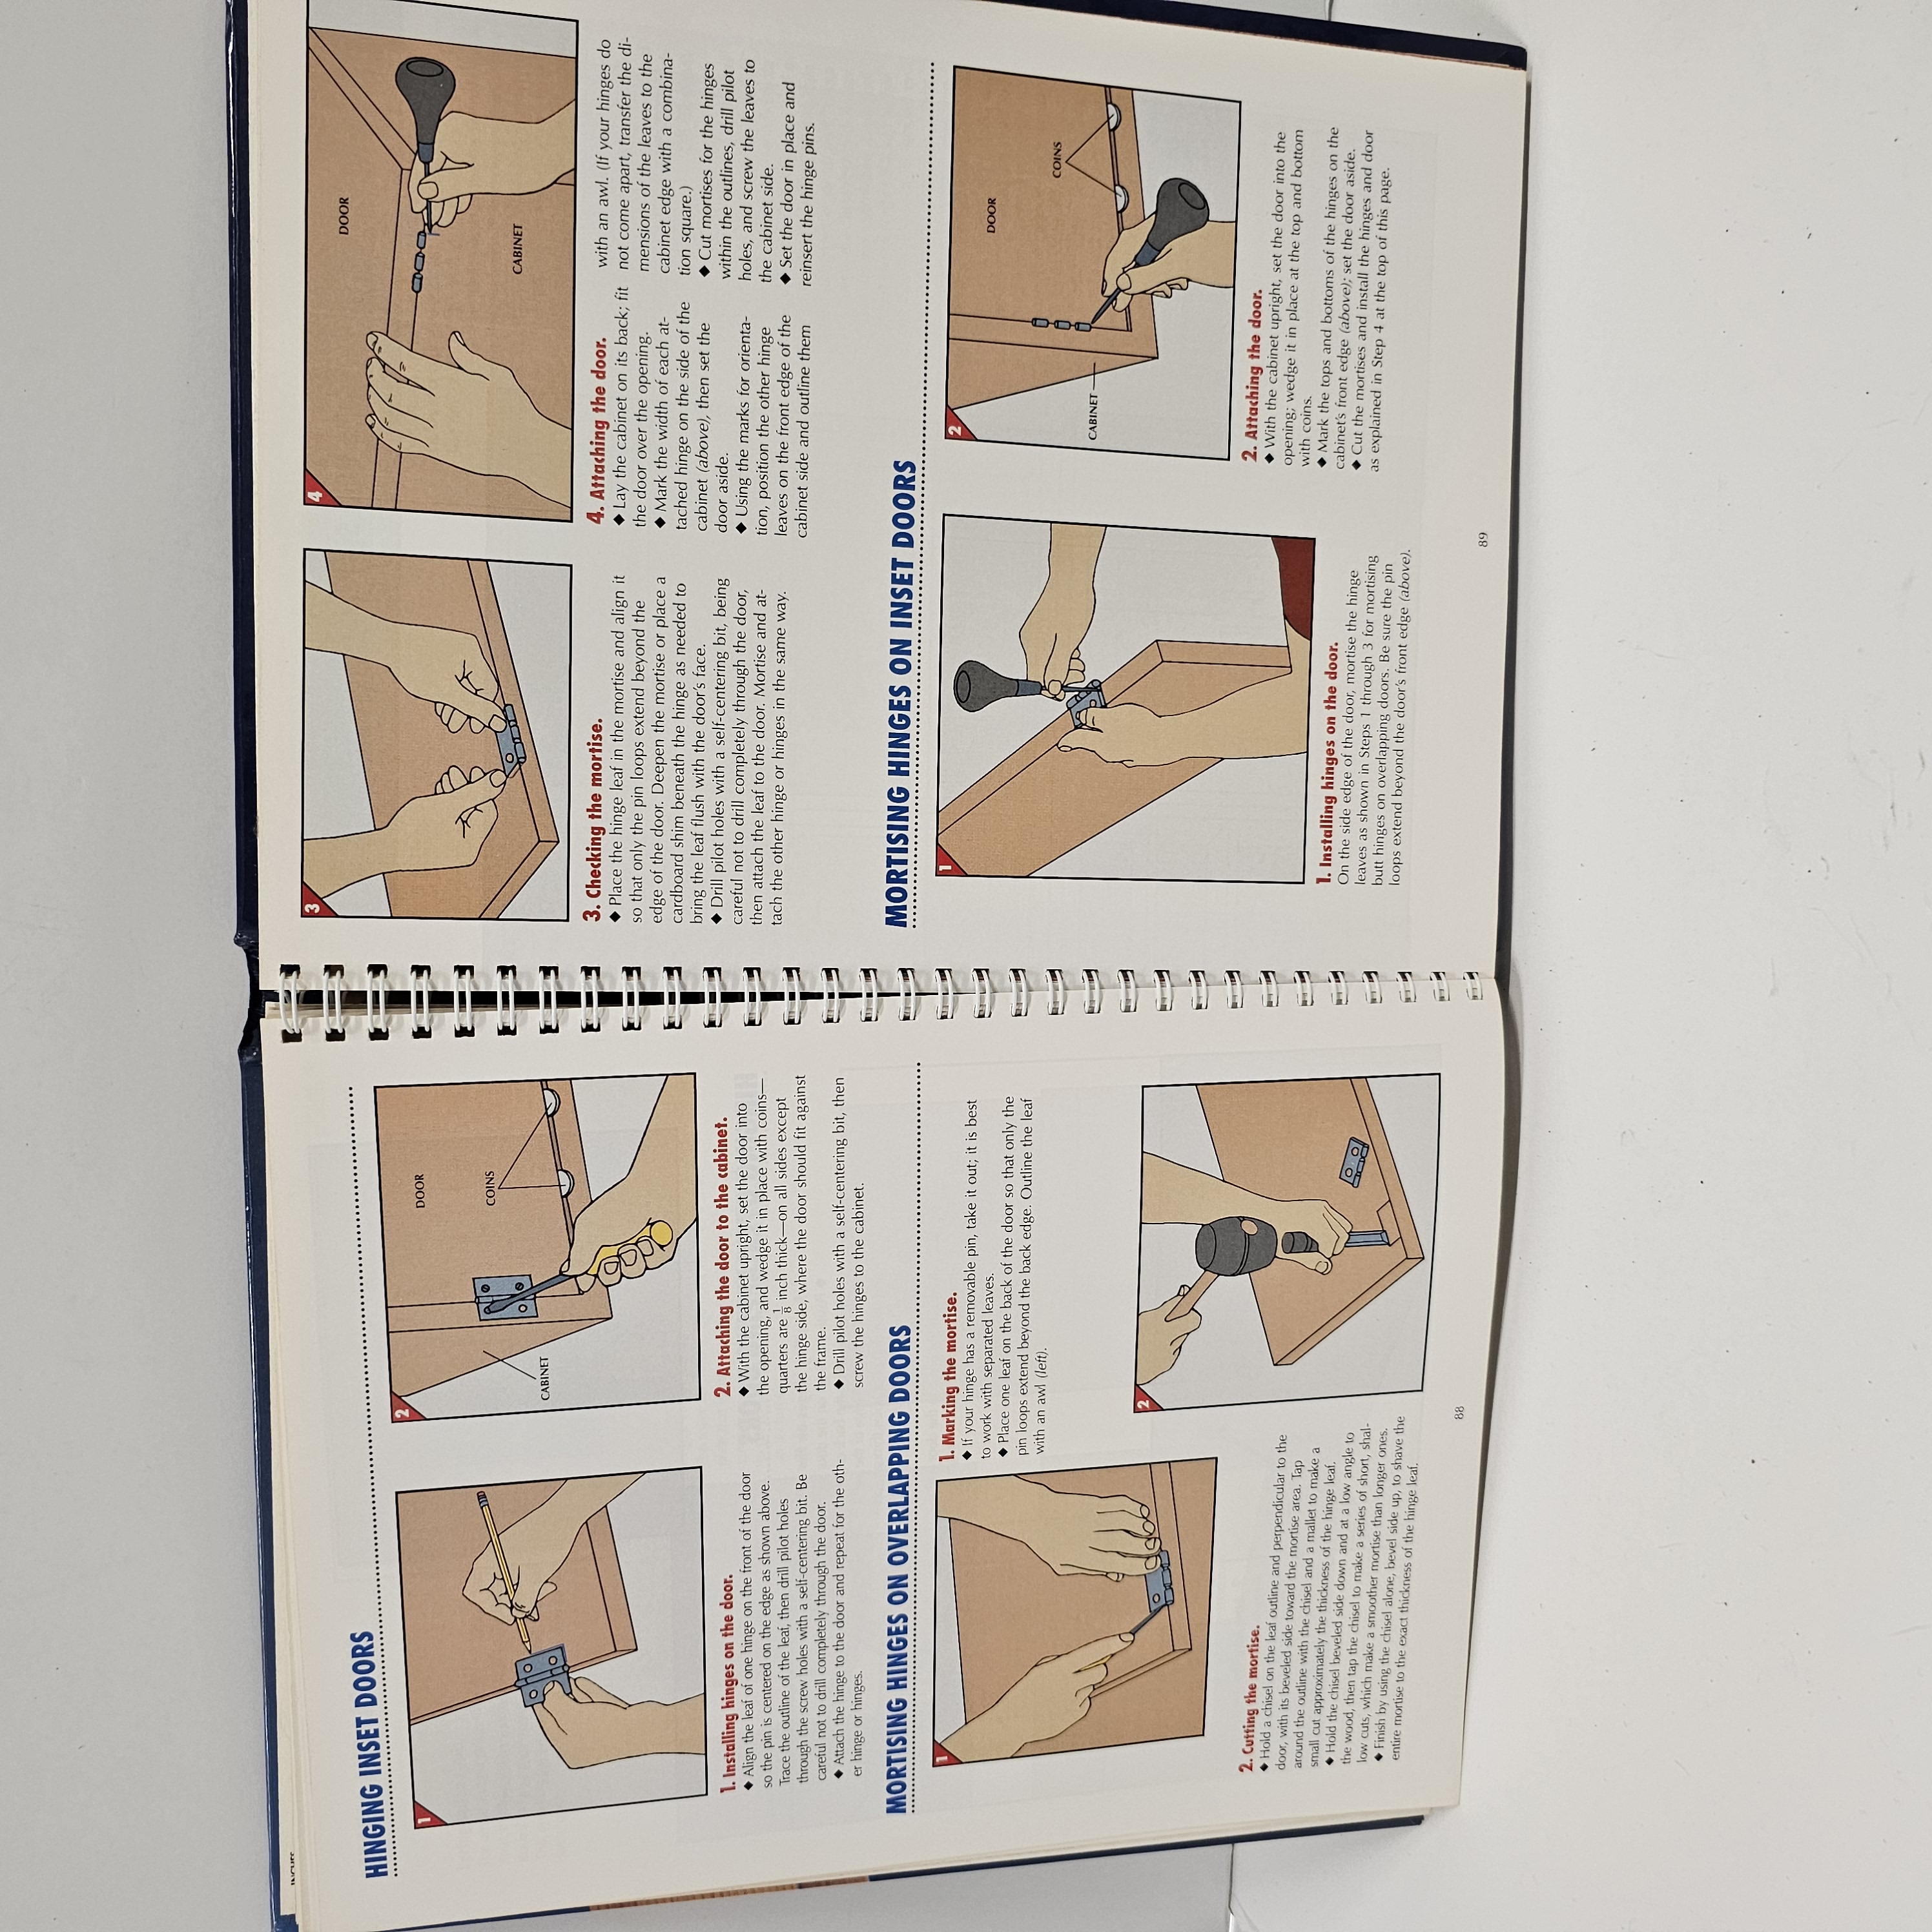 INCHES
HINGING INSET DOORS
1
2
DOOR
COINS
CABINET
1. Installing hinges on the door.
◆ Align the leaf of one hinge on the front of the door
so the pin is centered on the edge as shown above.
Trace the outline of the leaf, then drill pilot holes
through the screw holes with a self-centering bit. Be
careful not to drill completely through the door.
◆ Attach the hinge to the door and repeat for the oth-
er hinge or hinges.
2. Attaching the door to the cabinet.
◆ With the cabinet upright, set the door into
the opening, and wedge it in place with coins—
quarters are 1/8 inch thick—on all sides except
the hinge side, where the door should fit against
the frame.
◆ Drill pilot holes with a self-centering bit, then
screw the hinges to the cabinet.
MORTISING HINGES ON OVERLAPPING DOORS
1
1. Marking the mortise.
◆ If your hinge has a removable pin, take it out; it is best
to work with separated leaves.
◆ Place one leaf on the back of the door so that only the
pin loops extend beyond the back edge. Outline the leaf
with an awl (left).
2
2. Cutting the mortise.
◆ Hold a chisel on the leaf outline and perpendicular to the
door, with its beveled side toward the mortise area. Tap
around the outline with the chisel and a mallet to make a
small cut approximately the thickness of the hinge leaf.
◆ Hold the chisel beveled side down and at a low angle to
the wood, then tap the chisel to make a series of short, shal-
low cuts, which make a smoother mortise than longer ones.
◆ Finish by using the chisel alone, bevel side up, to shave the
entire mortise to the exact thickness of the hinge leaf.
88
3
4
DOOR
CABINET
3. Checking the mortise.
◆ Place the hinge leaf in the mortise and align it
so that only the pin loops extend beyond the
edge of the door. Deepen the mortise or place a
cardboard shim beneath the hinge as needed to
bring the leaf flush with the door's face.
◆ Drill pilot holes with a self-centering bit, being
careful not to drill completely through the door,
then attach the leaf to the door. Mortise and at-
tach the other hinge or hinges in the same way.
4. Attaching the door.
◆ Lay the cabinet on its back; fit
the door over the opening.
◆ Mark the width of each at-
tached hinge on the side of the
cabinet (above), then set the
door aside.
◆ Using the marks for orienta-
tion, position the other hinge
leaves on the front edge of the
cabinet side and outline them
with an awl. (If your hinges do
not come apart, transfer the di-
mensions of the leaves to the
cabinet edge with a combina-
tion square.)
◆ Cut mortises for the hinges
within the outlines, drill pilot
holes, and screw the leaves to
the cabinet side.
◆ Set the door in place and
reinsert the hinge pins.
MORTISING HINGES ON INSET DOORS
1
2
DOOR
COINS
CABINET
1. Installing hinges on the door.
On the side edge of the door, mortise the hinge
leaves as shown in Steps 1 through 3 for mortising
butt hinges on overlapping doors. Be sure the pin
loops extend beyond the door's front edge (above).
2. Attaching the door.
◆ With the cabinet upright, set the door into the
opening; wedge it in place at the top and bottom
with coins.
◆ Mark the tops and bottoms of the hinges on the
cabinet's front edge (above); set the door aside.
◆ Cut the mortises and install the hinges and door
as explained in Step 4 at the top of this page.
89